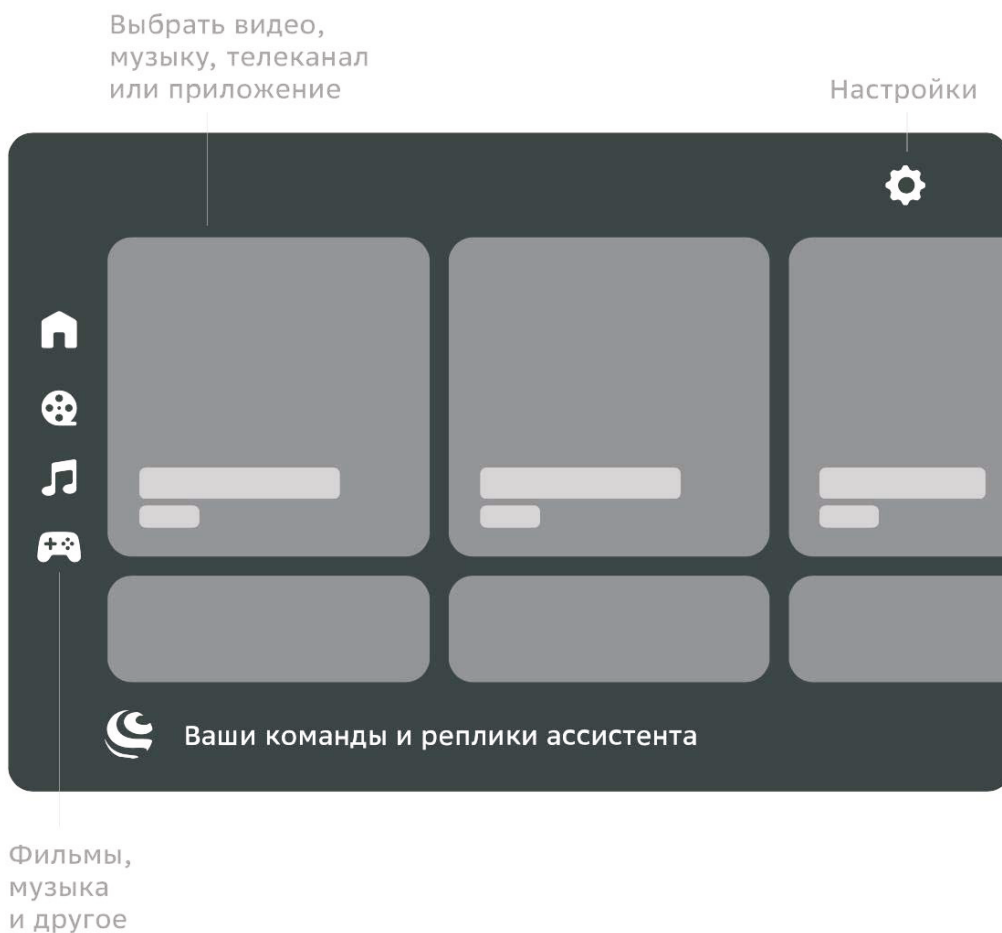 Выбрать видео,
музыку, телеканал
или приложение
Настройки
Ваши команды и реплики ассистента
Фильмы,
музыка
и другое